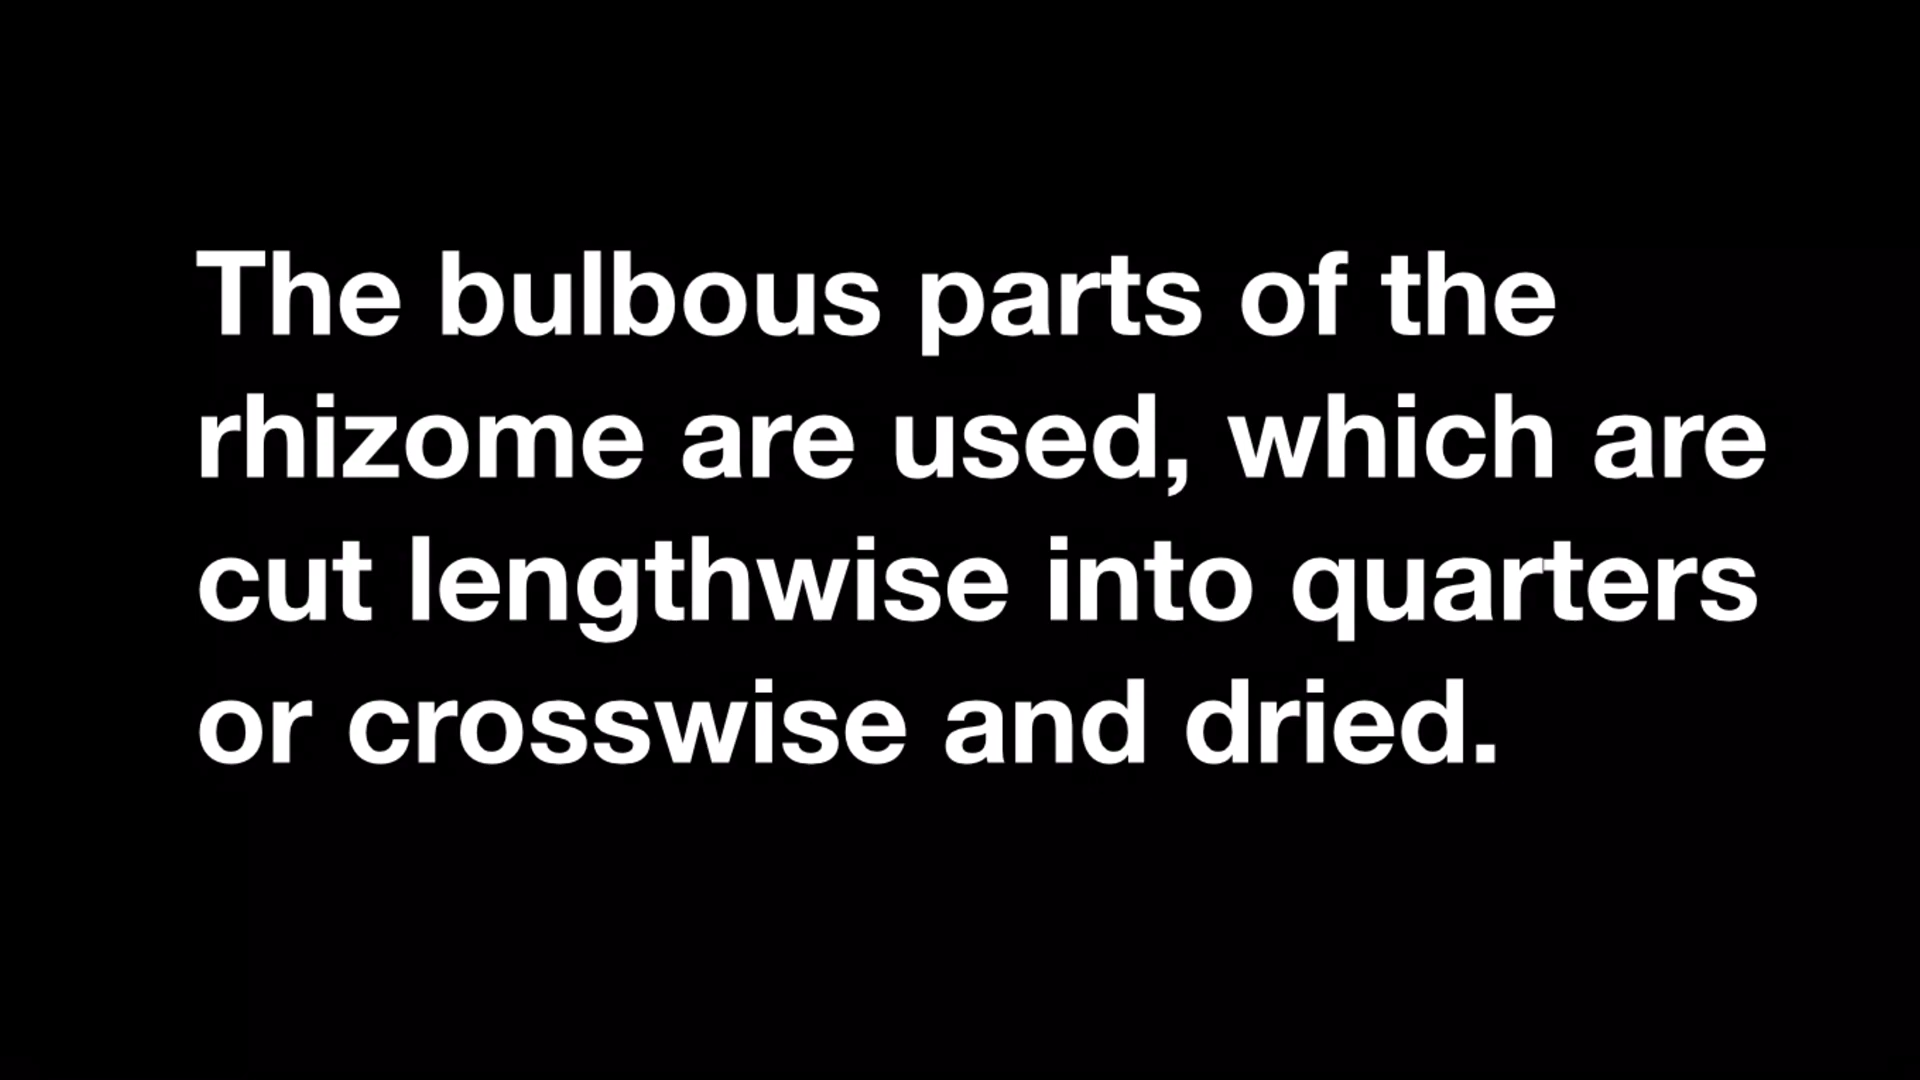 The bulbous parts of the
rhizome are used, which are
cut lengthwise into quarters
or crosswise and dried.